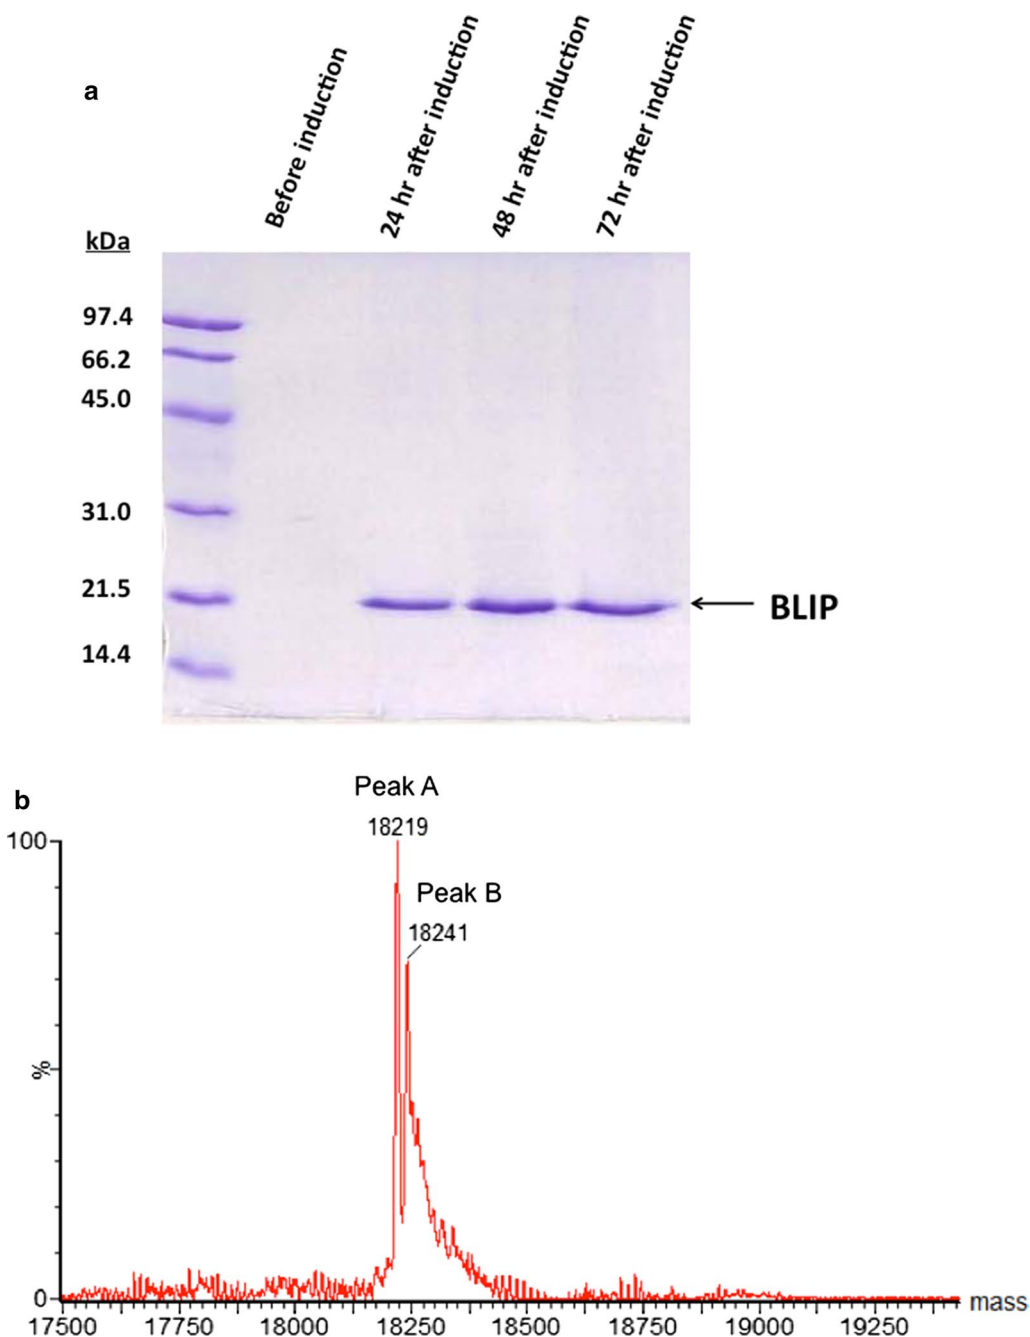 a
Before induction
24 hr after induction
48 hr after induction
72 hr after induction
kDa
97.4
66.2
45.0
31.0
21.5
14.4
BLIP
b
Peak A
18219
Peak B
18241
100
%
0
17500 17750 18000 18250 18500 18750 19000 19250
mass